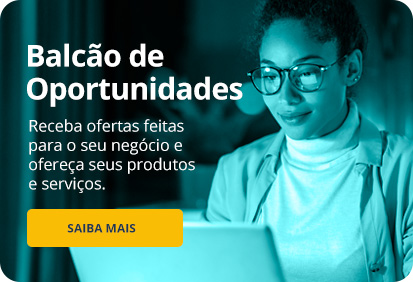 Balcão de
Oportunidades
Receba ofertas feitas
para o seu negócio e
ofereça seus produtos
e serviços.
SAIBA MAIS